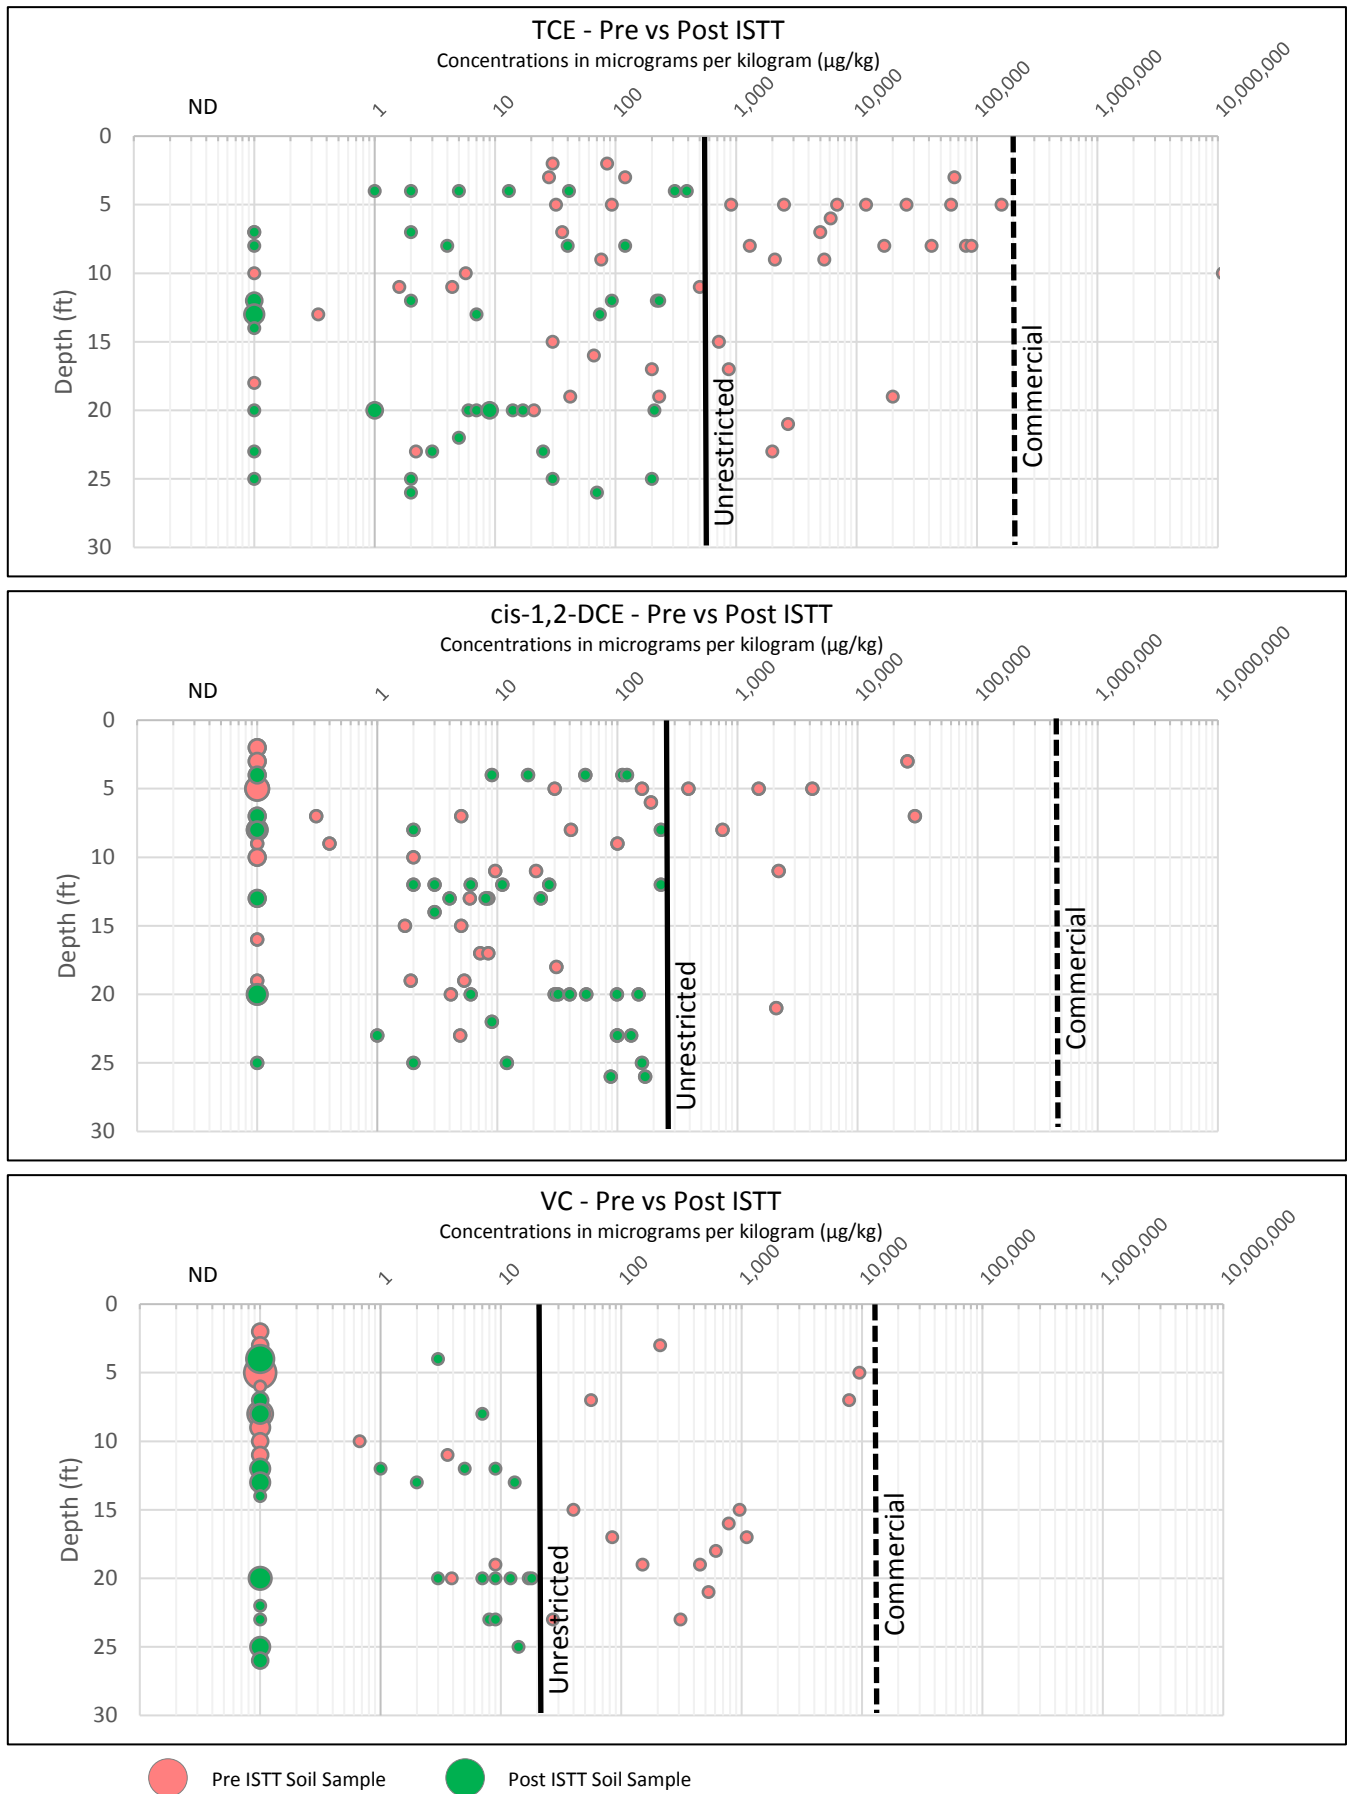 TCE - Pre vs Post ISTT
Concentrations in micrograms per kilogram (µg/kg)
ND 1 10 100 1,000 10,000 100,000 1,000,000 10,000,000
0
5
10
15
20
25
30
Depth (ft)
Unrestricted
Commercial
cis-1,2-DCE - Pre vs Post ISTT
Concentrations in micrograms per kilogram (µg/kg)
ND 1 10 100 1,000 10,000 100,000 1,000,000 10,000,000
0
5
10
15
20
25
30
Depth (ft)
Unrestricted
Commercial
VC - Pre vs Post ISTT
Concentrations in micrograms per kilogram (µg/kg)
ND 1 10 100 1,000 10,000 100,000 1,000,000 10,000,000
0
5
10
15
20
25
30
Depth (ft)
Unrestricted
Commercial
Pre ISTT Soil Sample Post ISTT Soil Sample